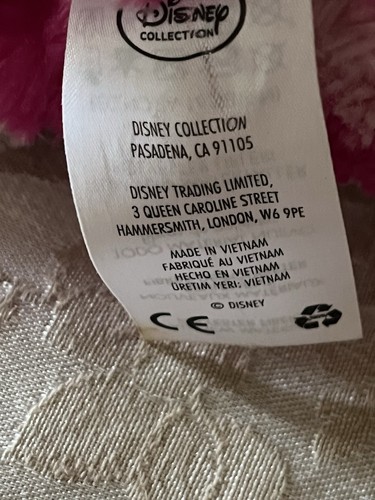 Disney
COLLECTION
DISNEY COLLECTION
PASADENA, CA 91105
DISNEY TRADING LIMITED,
3 QUEEN CAROLINE STREET
HAMMERSMITH, LONDON, W6 9PE
MADE IN VIETNAM
FABRIQUÉ AU VIETNAM
HECHO EN VIETNAM
ÜRETIM YERI: VIETNAM
© DISNEY
CE